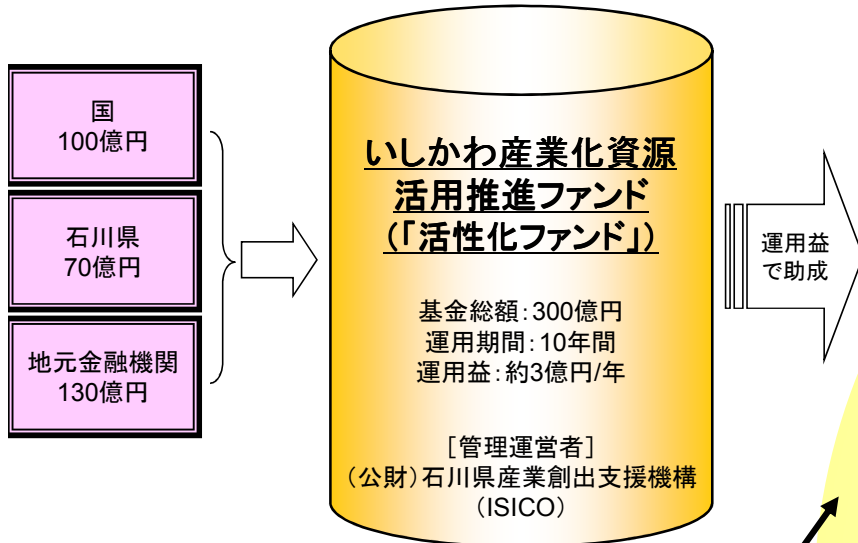 国
100億円
石川県
70億円
地元金融機関
130億円
いしかわ産業化資源
活用推進ファンド
(「活性化ファンド」)
基金総額:300億円
運用期間:10年間
運用益:約3億円/年
[管理運営者]
(公財)石川県産業創出支援機構
(ISICO)
運用益
で助成